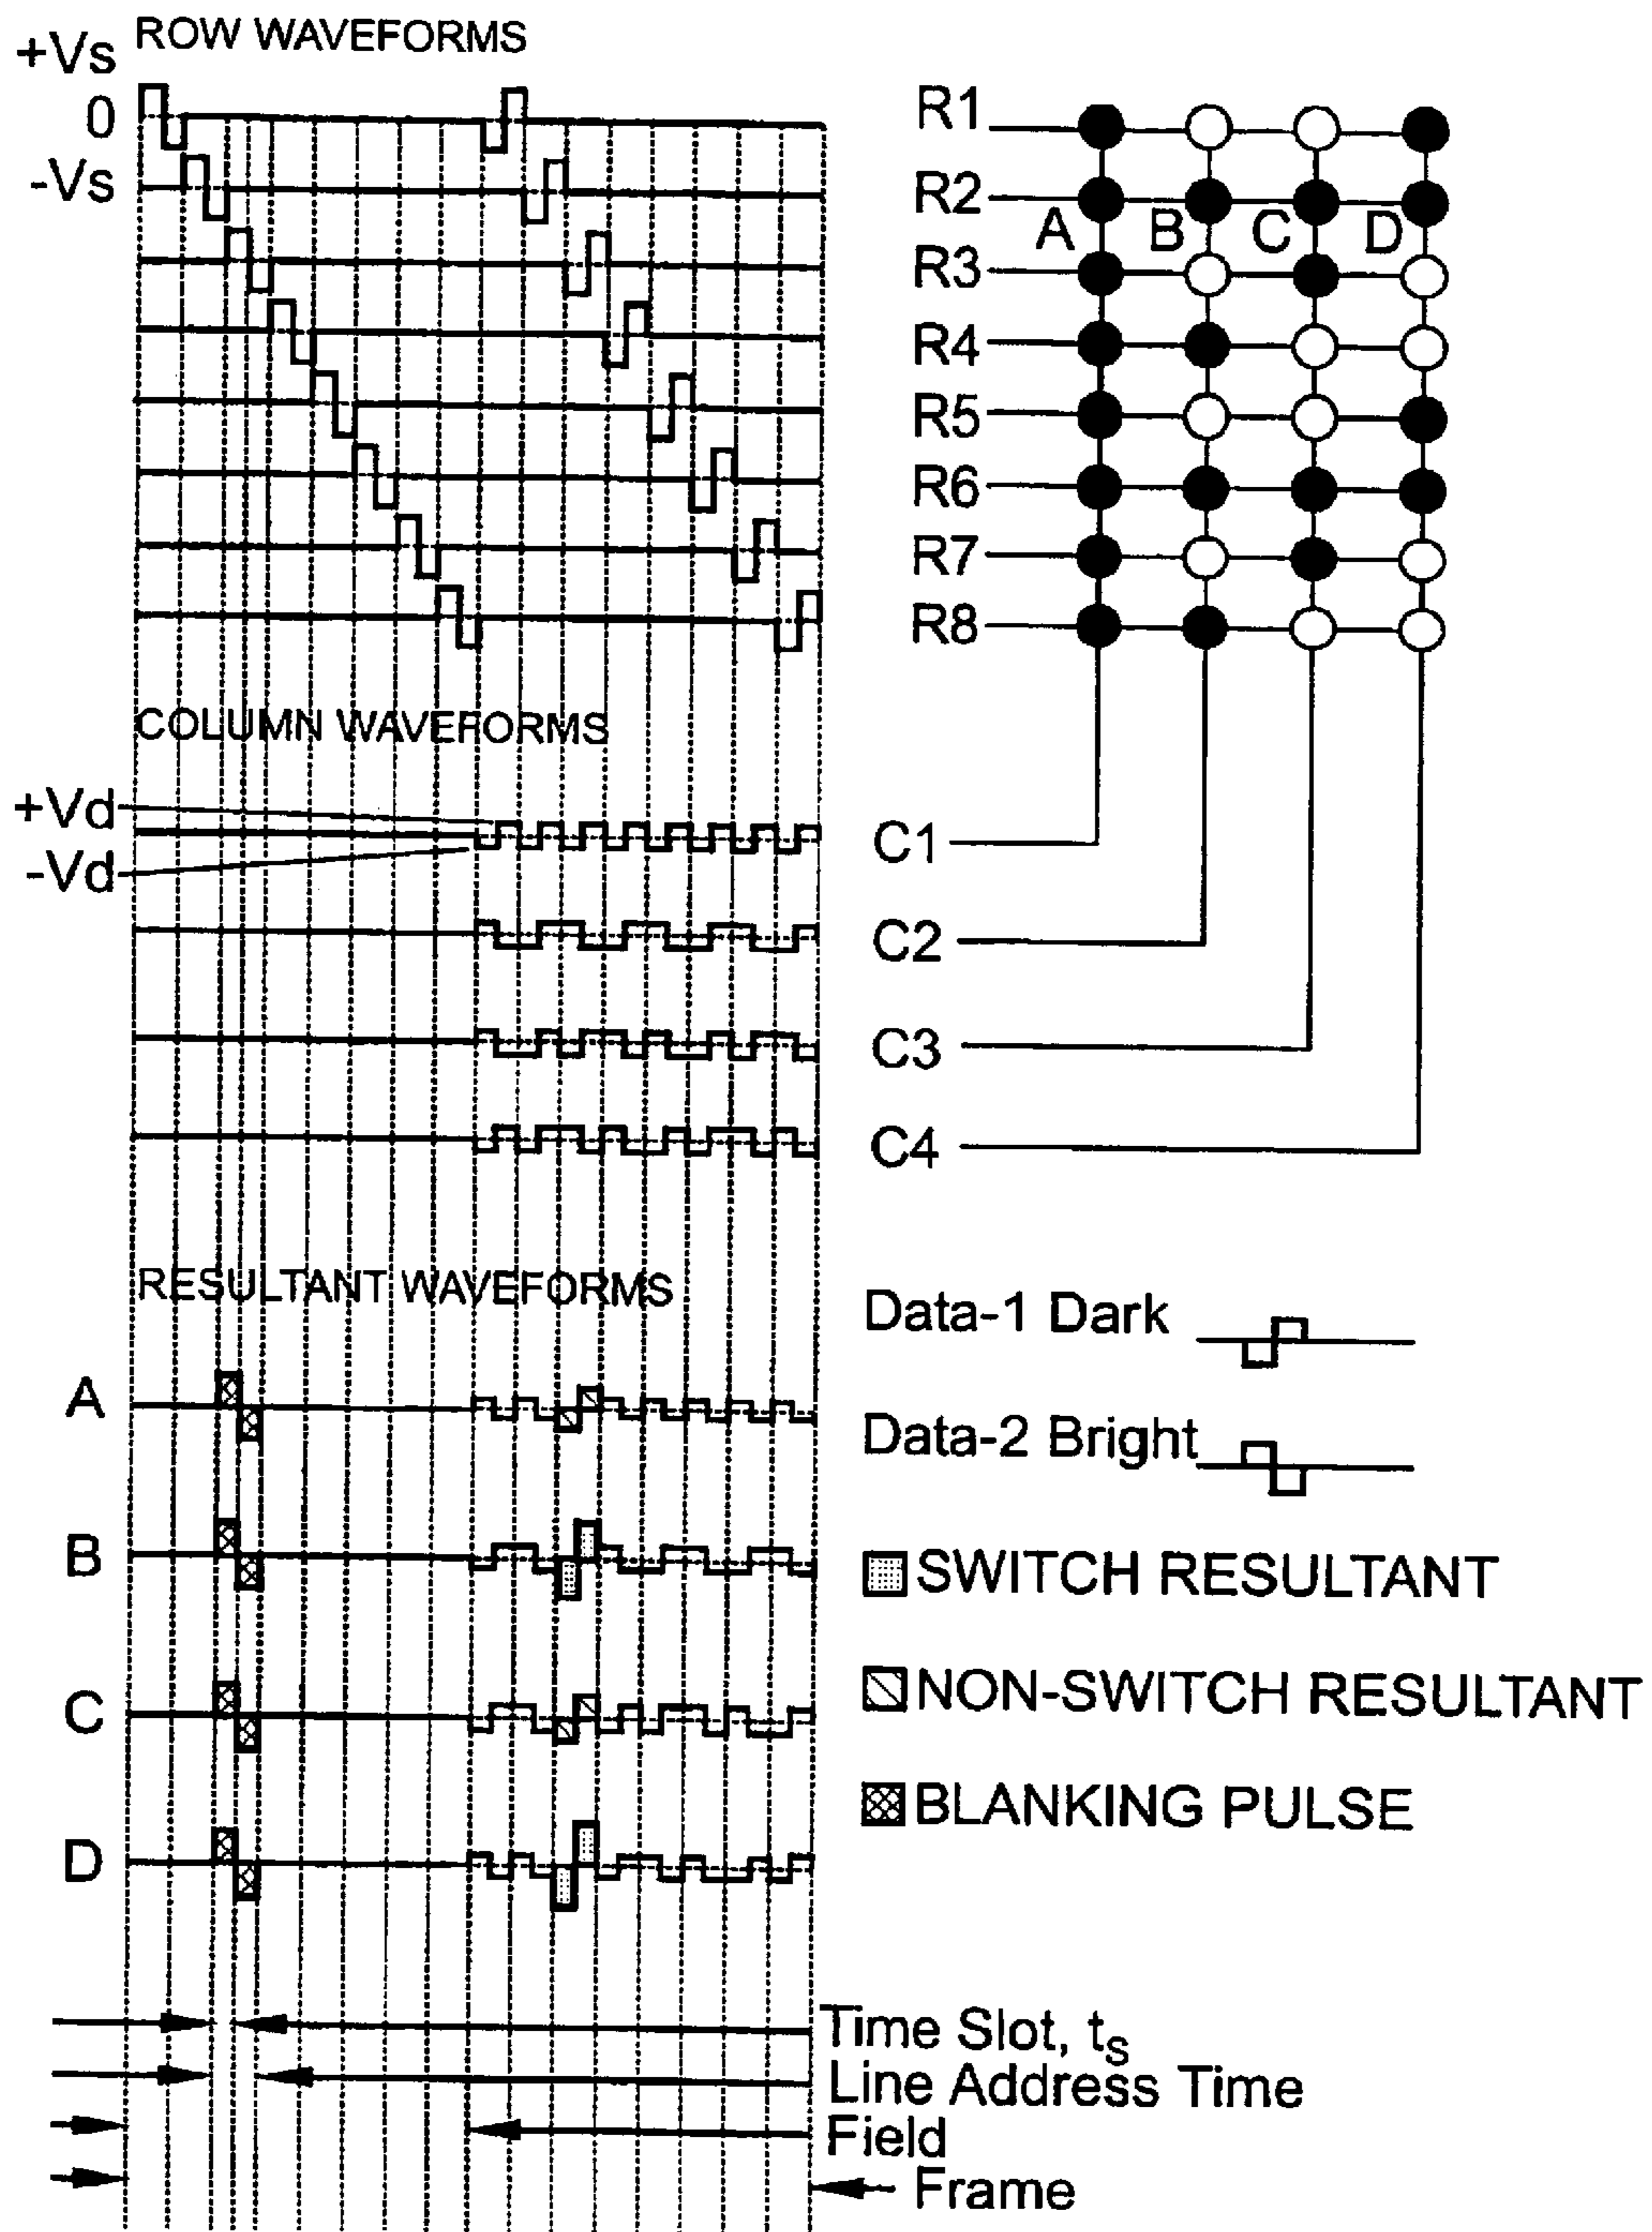 ROW WAVEFORMS
+Vs
0
-Vs
R1
R2
A B C D
R3
R4
R5
R6
R7
R8
COLUMN WAVEFORMS
+Vd
-Vd
C1
C2
C3
C4
RESULTANT WAVEFORMS
Data-1 Dark
A
Data-2 Bright
B
SWITCH RESULTANT
C
NON-SWITCH RESULTANT
BLANKING PULSE
D
Time Slot, ts
Line Address Time
Field
Frame